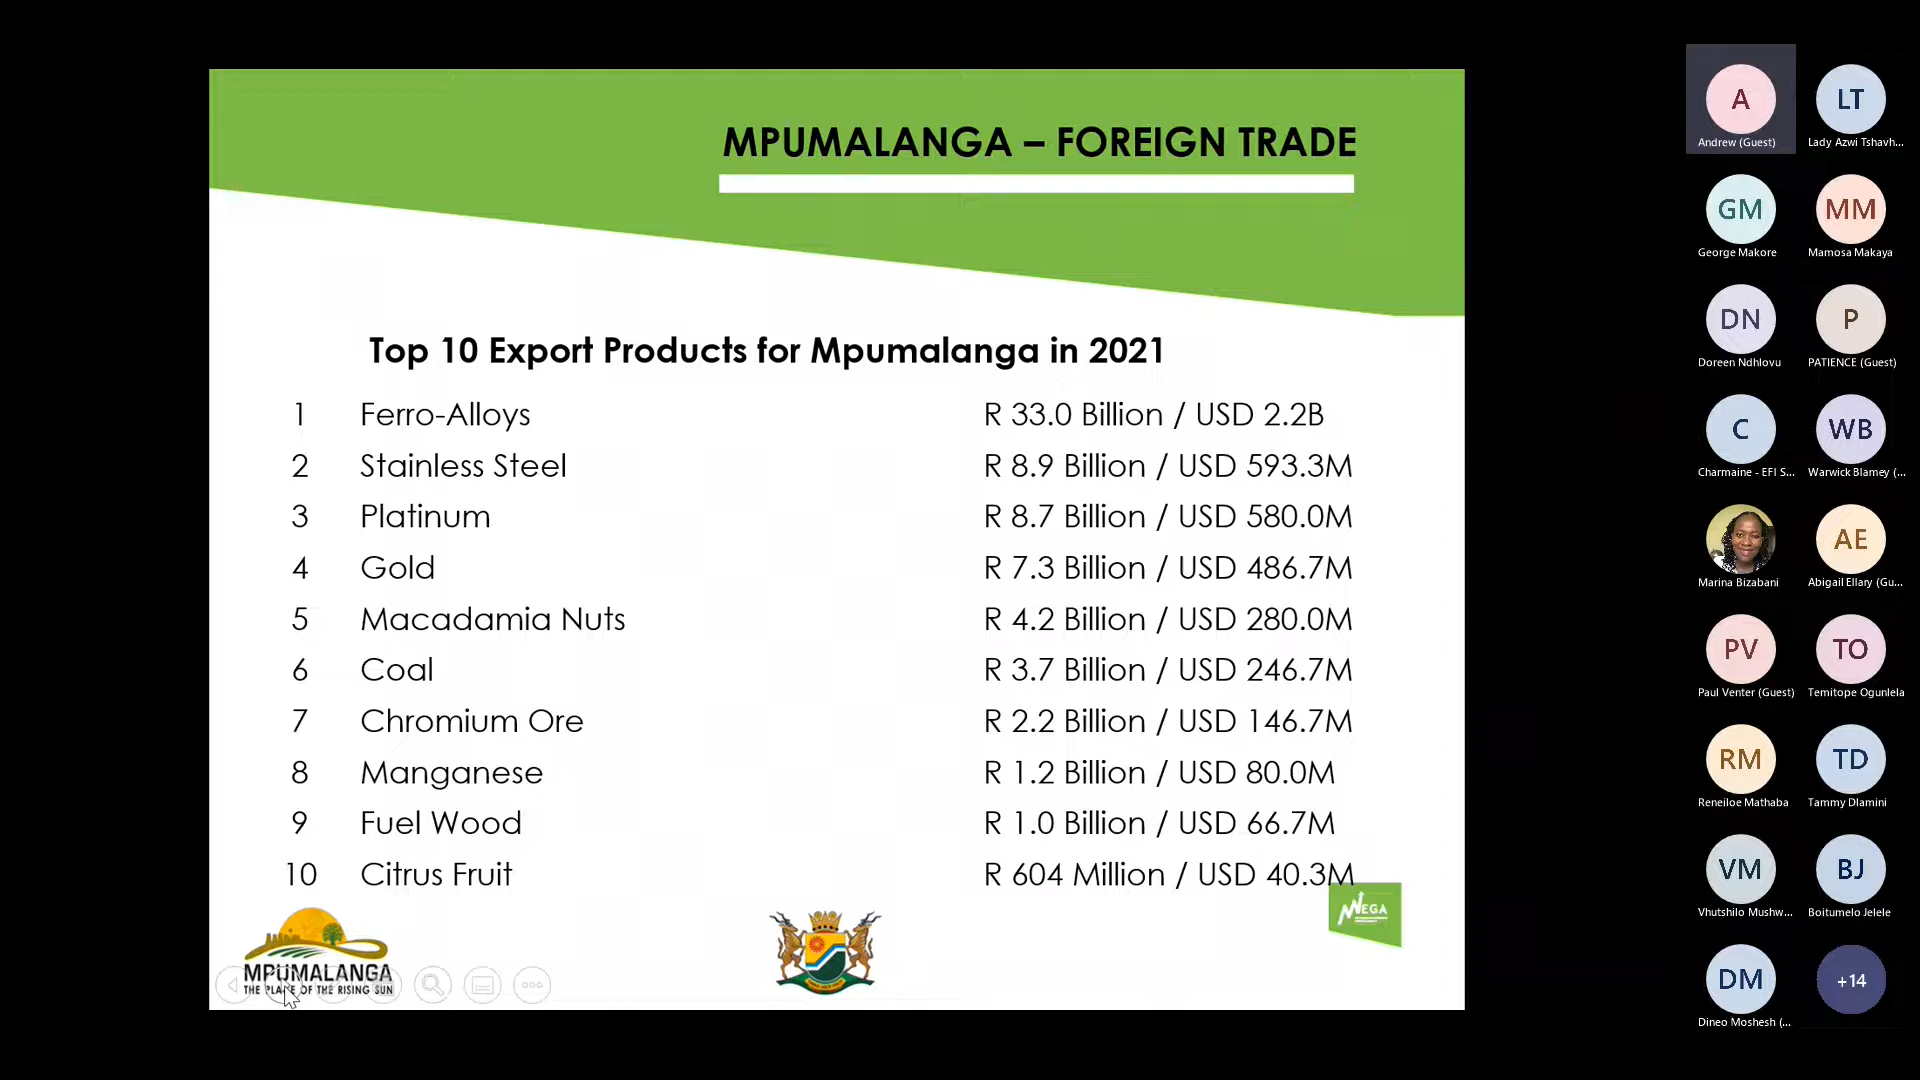 MPUMALANGA – FOREIGN TRADE
Top 10 Export Products for Mpumalanga in 2021
1 Ferro-Alloys R 33.0 Billion / USD 2.2B
2 Stainless Steel R 8.9 Billion / USD 593.3M
3 Platinum R 8.7 Billion / USD 580.0M
4 Gold R 7.3 Billion / USD 486.7M
5 Macadamia Nuts R 4.2 Billion / USD 280.0M
6 Coal R 3.7 Billion / USD 246.7M
7 Chromium Ore R 2.2 Billion / USD 146.7M
8 Manganese R 1.2 Billion / USD 80.0M
9 Fuel Wood R 1.0 Billion / USD 66.7M
10 Citrus Fruit R 604 Million / USD 40.3M
MEGA
MPUMALANGA
THE PLACE OF THE RISING SUN
A LT
Andrew (Guest) Lady Azwi Tshavh...
GM MM
George Makore Mamosa Makaya
DN P
Doreen Ndhlovu PATIENCE (Guest)
C WB
Charmaine - EFI S... Warwick Blamey (...
AE
Marina Bizabani Abigail Ellary (Gu...
PV TO
Paul Venter (Guest) Temitope Ogunlela
RM TD
Reneiloe Mathaba Tammy Dlamini
VM BJ
Vhutshilo Mushw... Boitumelo Jelele
DM +14
Dineo Moshesh (...